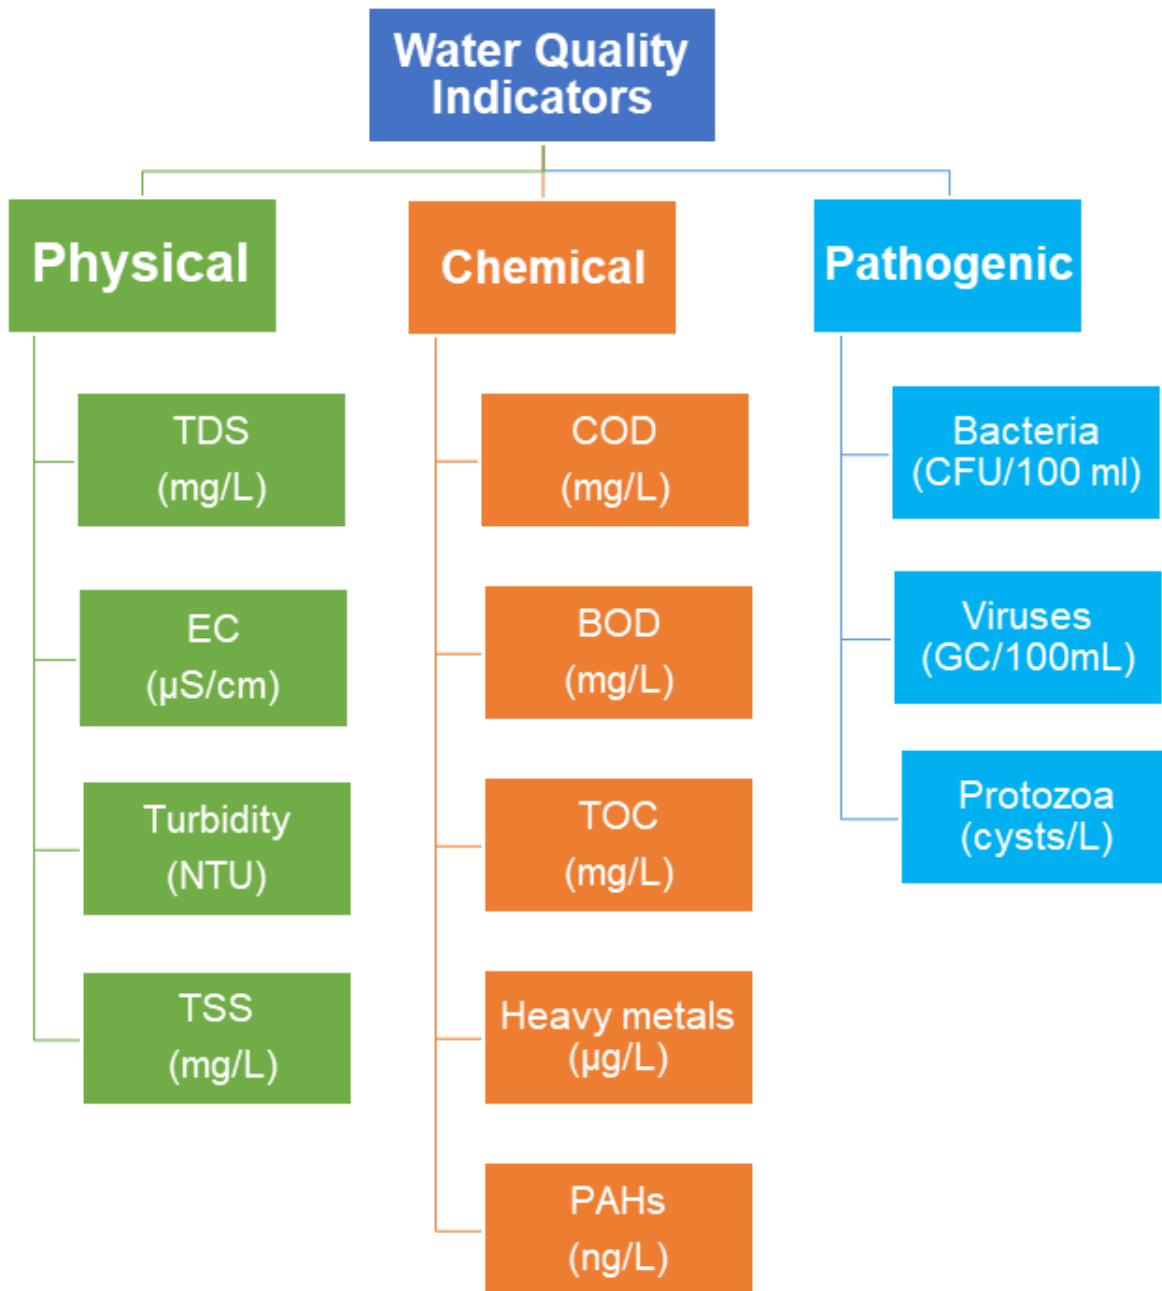 Water Quality
Indicators
Physical
Chemical
Pathogenic
TDS
(mg/L)
EC
(µS/cm)
Turbidity
(NTU)
TSS
(mg/L)
COD
(mg/L)
BOD
(mg/L)
TOC
(mg/L)
Heavy metals
(µg/L)
PAHs
(ng/L)
Bacteria
(CFU/100 ml)
Viruses
(GC/100mL)
Protozoa
(cysts/L)